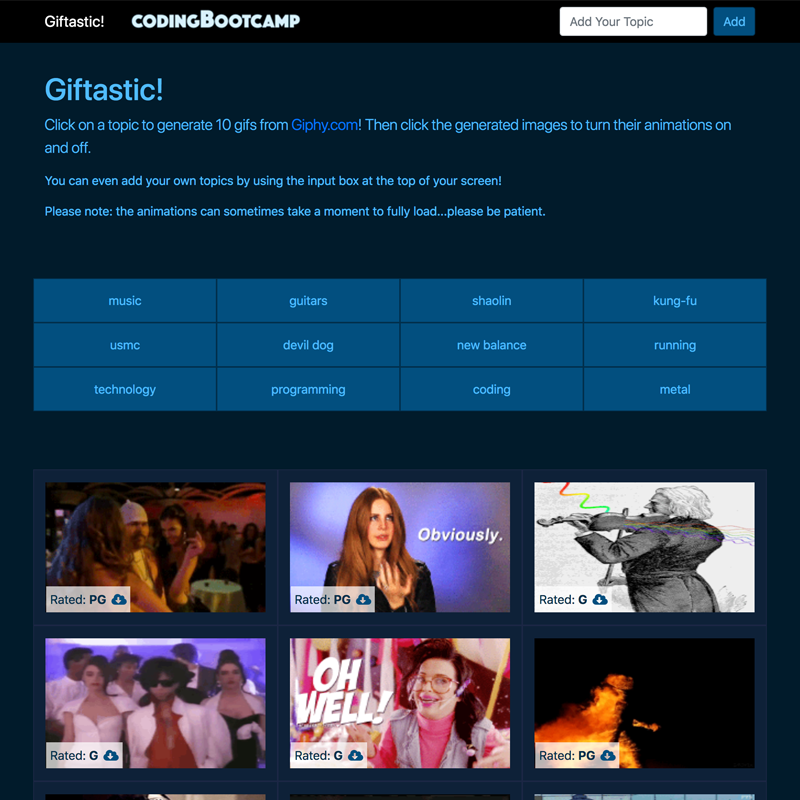 Giftastic! CODINGBOOTCAMP Add Your Topic Add
Giftastic!
Click on a topic to generate 10 gifs from Giphy.com! Then click the generated images to turn their animations on
and off.
You can even add your own topics by using the input box at the top of your screen!
Please note: the animations can sometimes take a moment to fully load...please be patient.
music guitars shaolin kung-fu
usmc devil dog new balance running
technology programming coding metal
Obviously.
Rated: PG Rated: PG Rated: G
OH
WELL!
Rated: G Rated: G Rated: PG